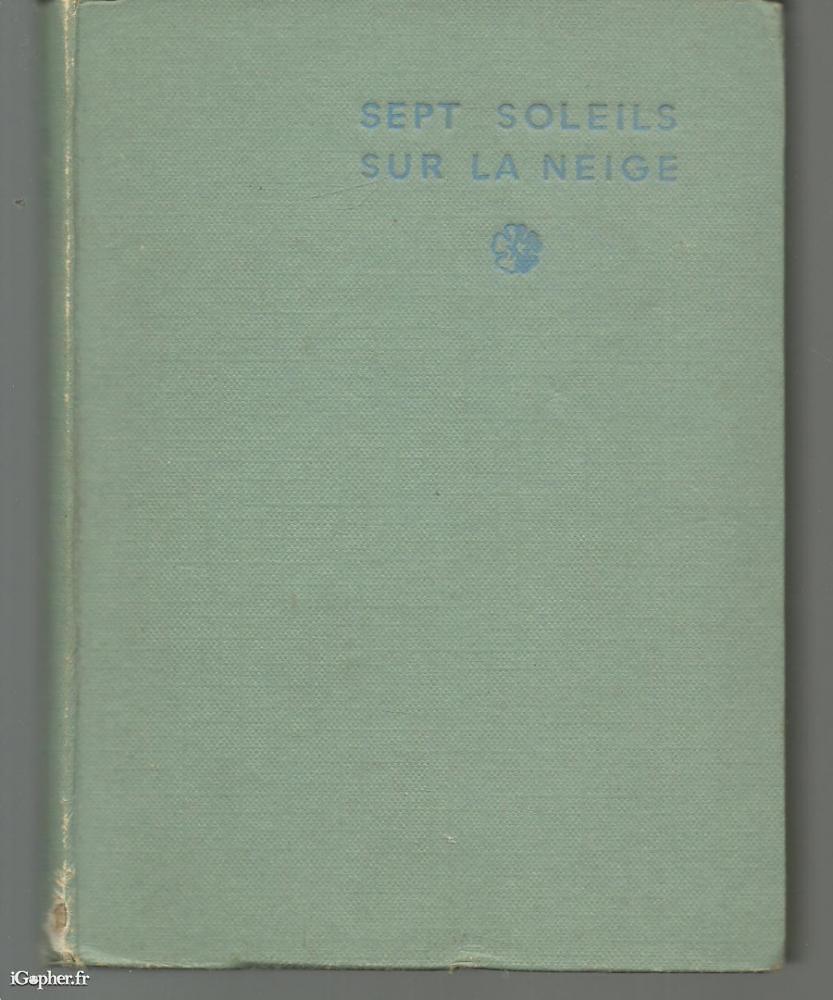 SEPT SOLEILS
SUR LA NEIGE
iGopher.fr